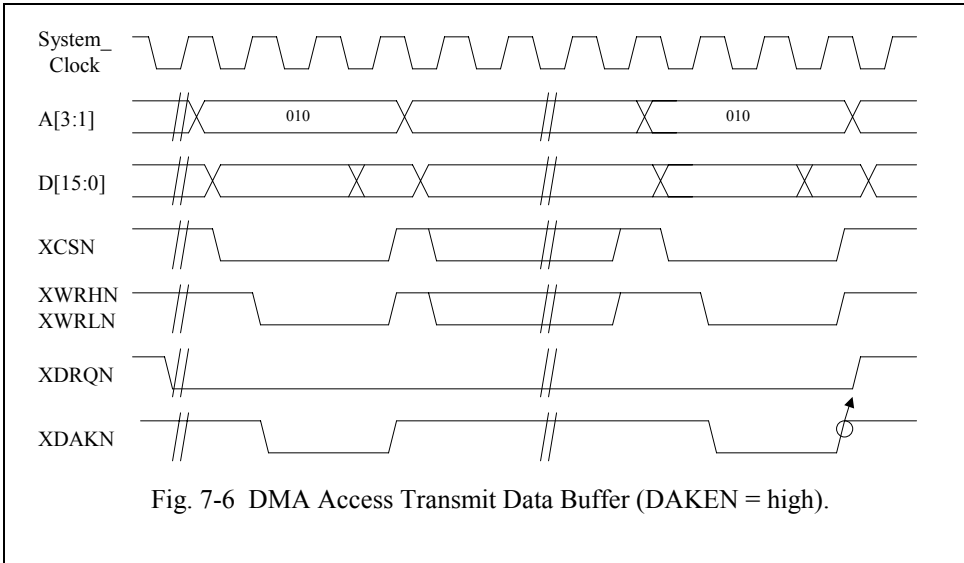 System_
Clock
A[3:1]
010
010
D[15:0]
XCSN
XWRHN
XWRLN
XDRQN
XDAKN
Fig. 7-6 DMA Access Transmit Data Buffer (DAKEN = high).